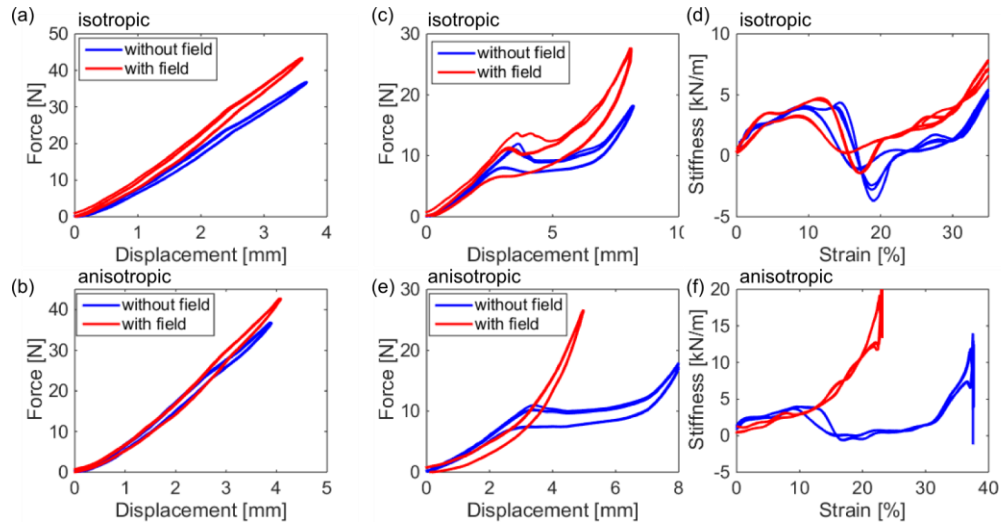 (a)
isotropic
50
40
30
20
10
0
Force [N]
without field
with field
0 1 2 3 4
Displacement [mm]
(c)
isotropic
30
20
10
0
Force [N]
without field
with field
0 5
Displacement [mm]
(d)
isotropic
10
5
0
-5
Stiffness [kN/m]
0 10 20 30
Strain [%]
(b)
anisotropic
40
30
20
10
0
Force [N]
without field
with field
0 1 2 3 4 5
Displacement [mm]
(e)
anisotropic
30
20
10
0
Force [N]
without field
with field
0 2 4 6 8
Displacement [mm]
(f)
anisotropic
20
15
10
5
0
-5
Stiffness [kN/m]
0 10 20 30 40
Strain [%]